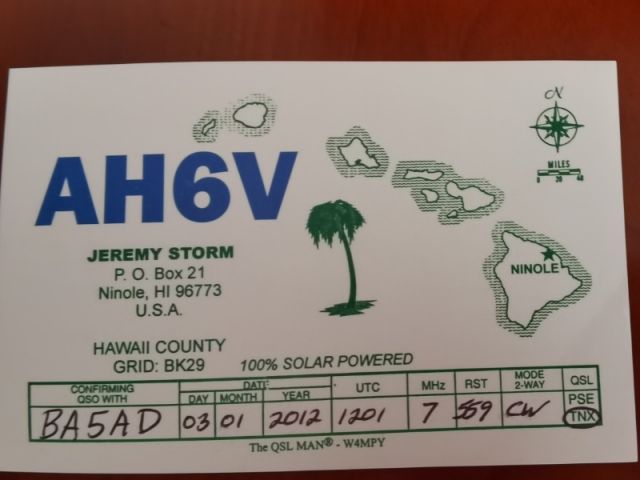 N
AH6V
MILES
0 20 40
JEREMY STORM
P. O. Box 21
Ninole, HI 96773
U.S.A.
NINOLE
HAWAII COUNTY
GRID: BK29
100% SOLAR POWERED
CONFIRMING QSO WITH DATE DAY MONTH YEAR UTC MHz RST MODE 2-WAY QSL
BA5AD 03 01 2012 1201 7 559 CW PSE TNX
The QSL MAN® - W4MPY